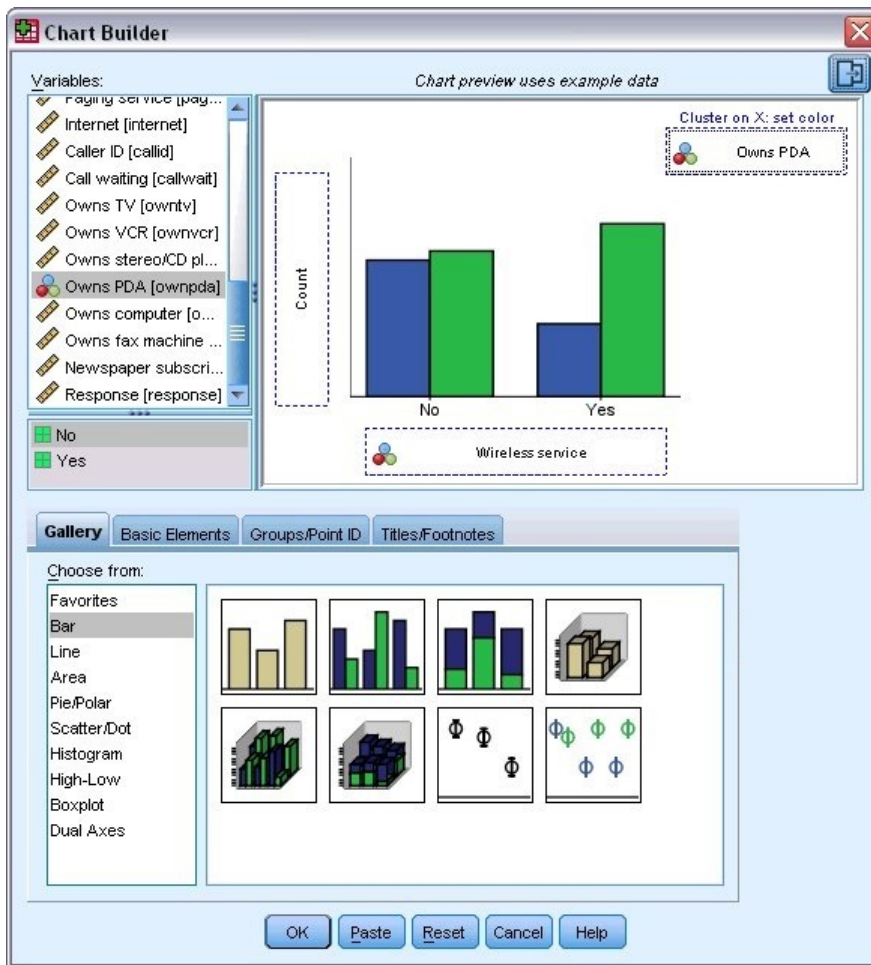 Chart Builder
Variables:
Chart preview uses example data
Paging service [pag...
Internet [internet]
Caller ID [callid]
Call waiting [callwait]
Owns TV [owntv]
Owns VCR [ownvcr]
Owns stereo/CD pl...
Owns PDA [ownpda]
Owns computer [o...
Owns fax machine ...
Newspaper subscri...
Response [response]
No
Yes
Cluster on X: set color
Owns PDA
Count
No Yes
Wireless service
Gallery Basic Elements Groups/Point ID Titles/Footnotes
Choose from:
Favorites
Bar
Line
Area
Pie/Polar
Scatter/Dot
Histogram
High-Low
Boxplot
Dual Axes
OK Paste Reset Cancel Help